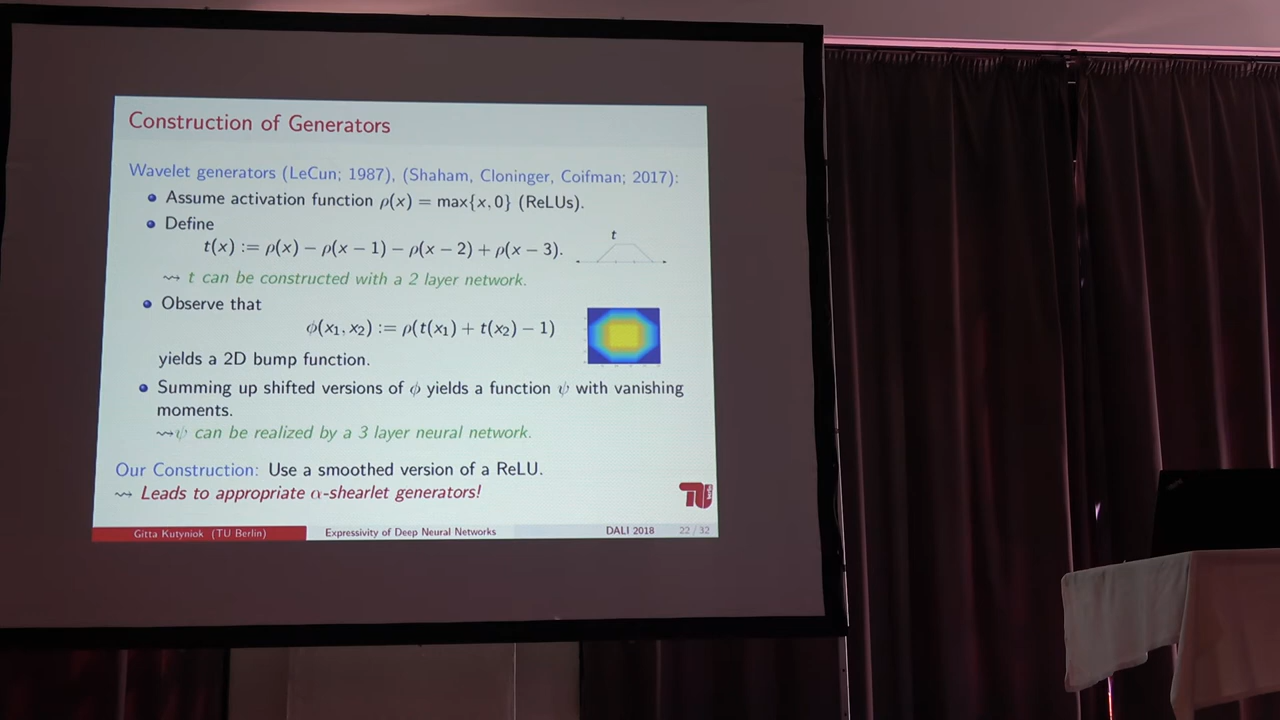 Construction of Generators
Wavelet generators (LeCun; 1987), (Shaham, Cloninger, Coifman; 2017):
• Assume activation function ρ(x) = max{x, 0} (ReLUs).
• Define
t(x) := ρ(x) − ρ(x − 1) − ρ(x − 2) + ρ(x − 3).
t
⇝ t can be constructed with a 2 layer network.
• Observe that
ϕ(x₁, x₂) := ρ(t(x₁) + t(x₂) − 1)
yields a 2D bump function.
• Summing up shifted versions of ϕ yields a function ψ with vanishing
moments.
⇝ψ can be realized by a 3 layer neural network.
Our Construction: Use a smoothed version of a ReLU.
⇝ Leads to appropriate α-shearlet generators!
TU berlin
Gitta Kutyniok (TU Berlin) Expressivity of Deep Neural Networks DALI 2018 22 / 32